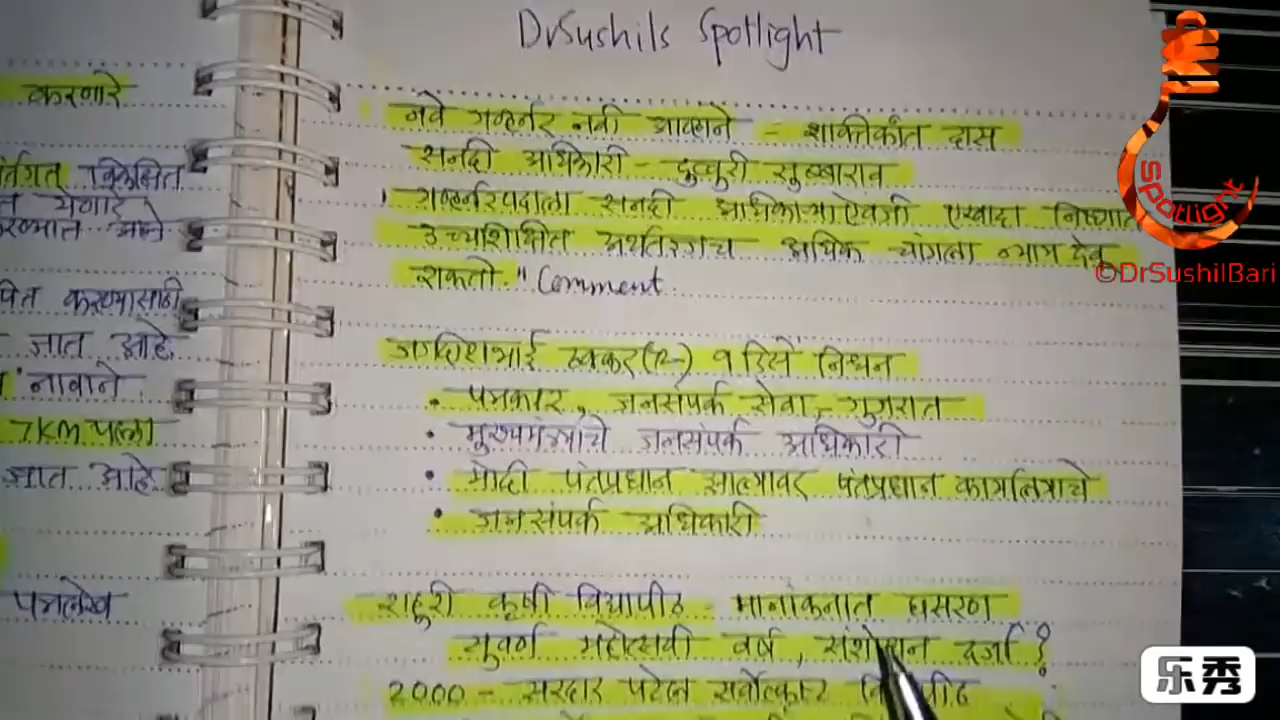 DrSushils Spotlight
करणारे
नवे गव्हर्नर नवी आव्हाने - शक्तिकांत दास
सनदी अधिकारी - दुव्वुरी सुब्बाराव
गव्हर्नरपदाला सनदी अधिकाऱ्याऐवजी एखादा निष्णात
उच्चशिक्षित अर्थतज्ज्ञच अधिक चांगला न्याय देवू
शकतो." Comment.
पित करण्यासाठी
जात आहे.
नावाने
7KM पल्ला
जात आहे.
जगदिशभाई ठक्कर(72) ९ डिसें निधन
• पत्रकार, जनसंपर्क सेवा, गुजरात
• मुख्यमंत्र्यांचे जनसंपर्क अधिकारी
• मोदी पंतप्रधान झाल्यावर पंतप्रधान कार्यालयाचे
• जनसंपर्क अधिकारी
पत्रलेख
राहुरी कृषी विद्यापीठ - मानांकनात घसरण
सुवर्ण महोत्सवी वर्ष, संशोधन दर्जा ?
2000 - सरदार पटेल सर्वोत्कृष्ट
Spotlight
©DrSushilBari
乐秀